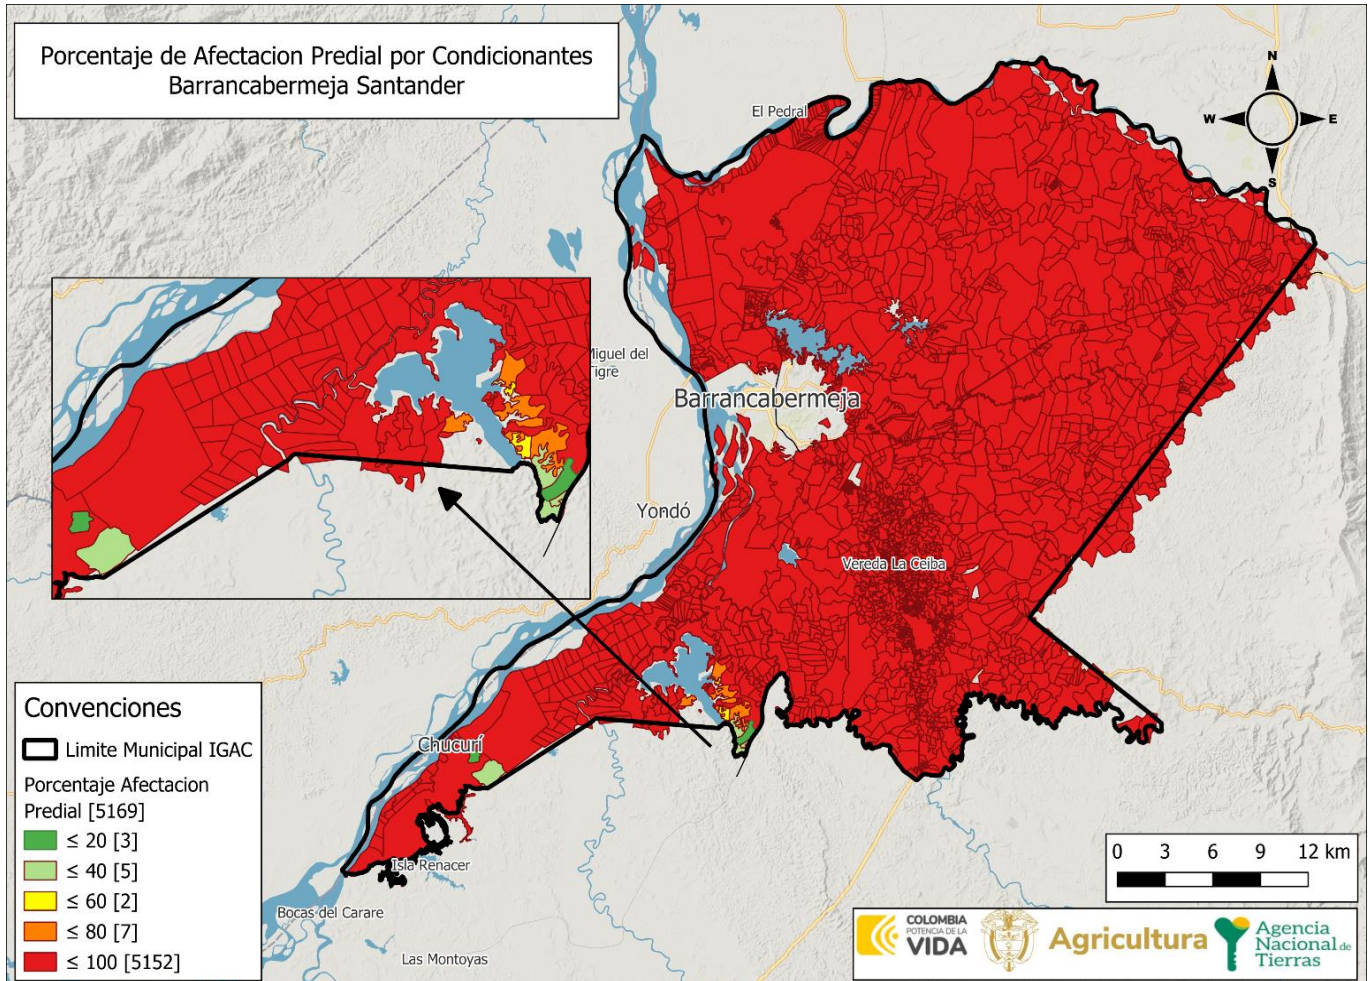 Porcentaje de Afectacion Predial por Condicionantes
Barrancabermeja Santander
N
W
E
S
El Pedral
Miguel del
Tigre
Barrancabermeja
Yondó
Vereda La Ceiba
Chucurí
Isla Renacer
Bocas del Carare
Las Montoyas
Convenciones
Limite Municipal IGAC
Porcentaje Afectacion
Predial [5169]
≤ 20 [3]
≤ 40 [5]
≤ 60 [2]
≤ 80 [7]
≤ 100 [5152]
0 3 6 9 12 km
COLOMBIA
POTENCIA DE LA
VIDA
Agricultura
Agencia
Nacional de
Tierras